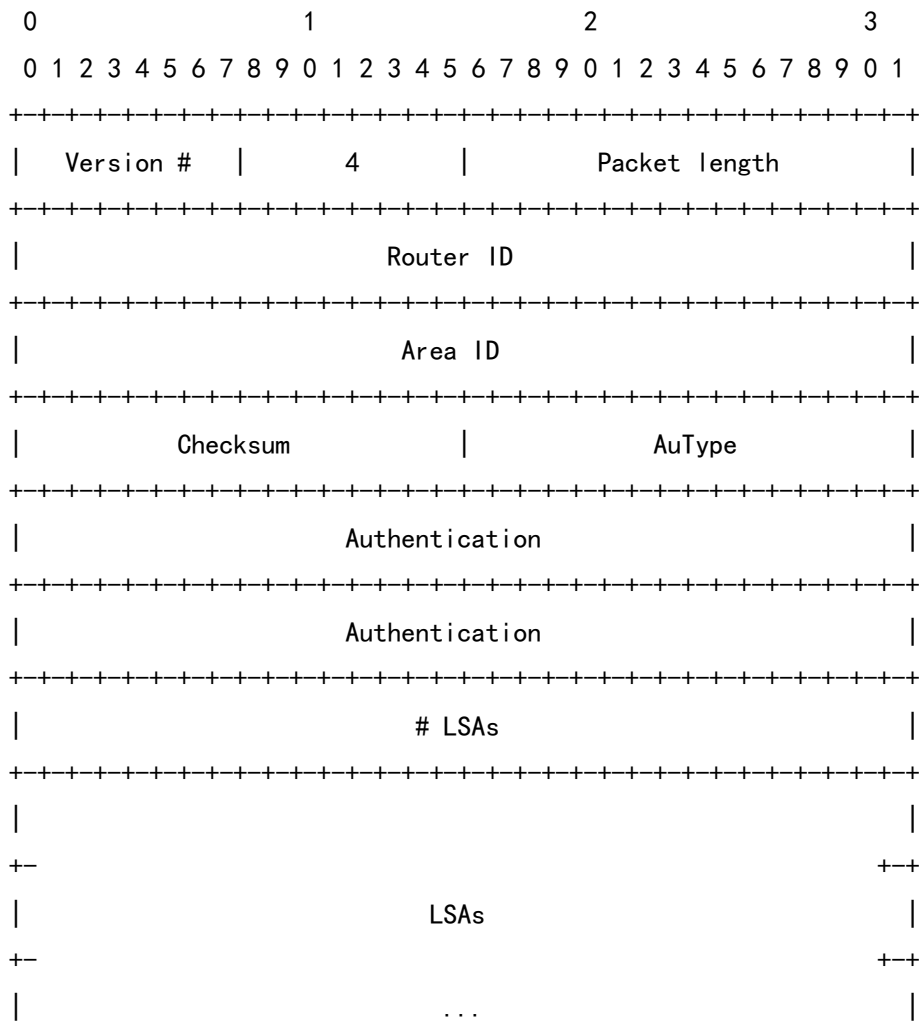 0                   1                   2                   3
0 1 2 3 4 5 6 7 8 9 0 1 2 3 4 5 6 7 8 9 0 1 2 3 4 5 6 7 8 9 0 1
+-+-+-+-+-+-+-+-+-+-+-+-+-+-+-+-+-+-+-+-+-+-+-+-+-+-+-+-+-+-+-+-+
|   Version #   |       4       |         Packet length         |
+-+-+-+-+-+-+-+-+-+-+-+-+-+-+-+-+-+-+-+-+-+-+-+-+-+-+-+-+-+-+-+-+
|                          Router ID                            |
+-+-+-+-+-+-+-+-+-+-+-+-+-+-+-+-+-+-+-+-+-+-+-+-+-+-+-+-+-+-+-+-+
|                           Area ID                             |
+-+-+-+-+-+-+-+-+-+-+-+-+-+-+-+-+-+-+-+-+-+-+-+-+-+-+-+-+-+-+-+-+
|           Checksum            |             AuType            |
+-+-+-+-+-+-+-+-+-+-+-+-+-+-+-+-+-+-+-+-+-+-+-+-+-+-+-+-+-+-+-+-+
|                       Authentication                          |
+-+-+-+-+-+-+-+-+-+-+-+-+-+-+-+-+-+-+-+-+-+-+-+-+-+-+-+-+-+-+-+-+
|                       Authentication                          |
+-+-+-+-+-+-+-+-+-+-+-+-+-+-+-+-+-+-+-+-+-+-+-+-+-+-+-+-+-+-+-+-+
|                            # LSAs                             |
+-+-+-+-+-+-+-+-+-+-+-+-+-+-+-+-+-+-+-+-+-+-+-+-+-+-+-+-+-+-+-+-+
|                                                               |
+-                                                            +-+
|                             LSAs                              |
+-                                                            +-+
|                              ...                              |